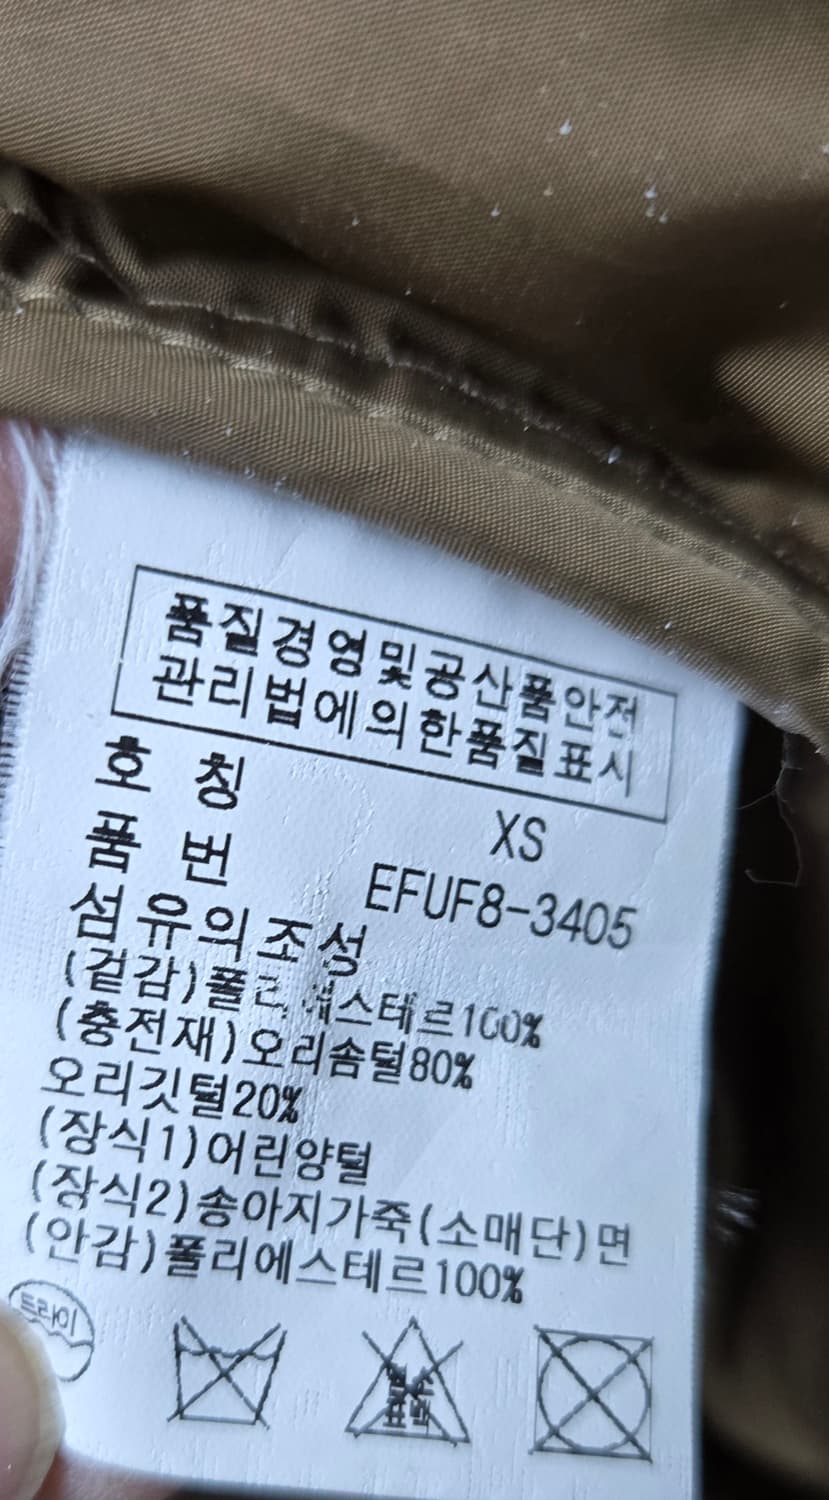 품질경영및공산품안전
관리법에의한품질표시
호 칭 XS
품 번 EFUF8-3405
섬유의조성
(겉감)폴리에스테르100%
(충전재)오리솜털80%
오리깃털20%
(장식1)어린양털
(장식2)송아지가죽(소매단)면
(안감)폴리에스테르100%
드라이